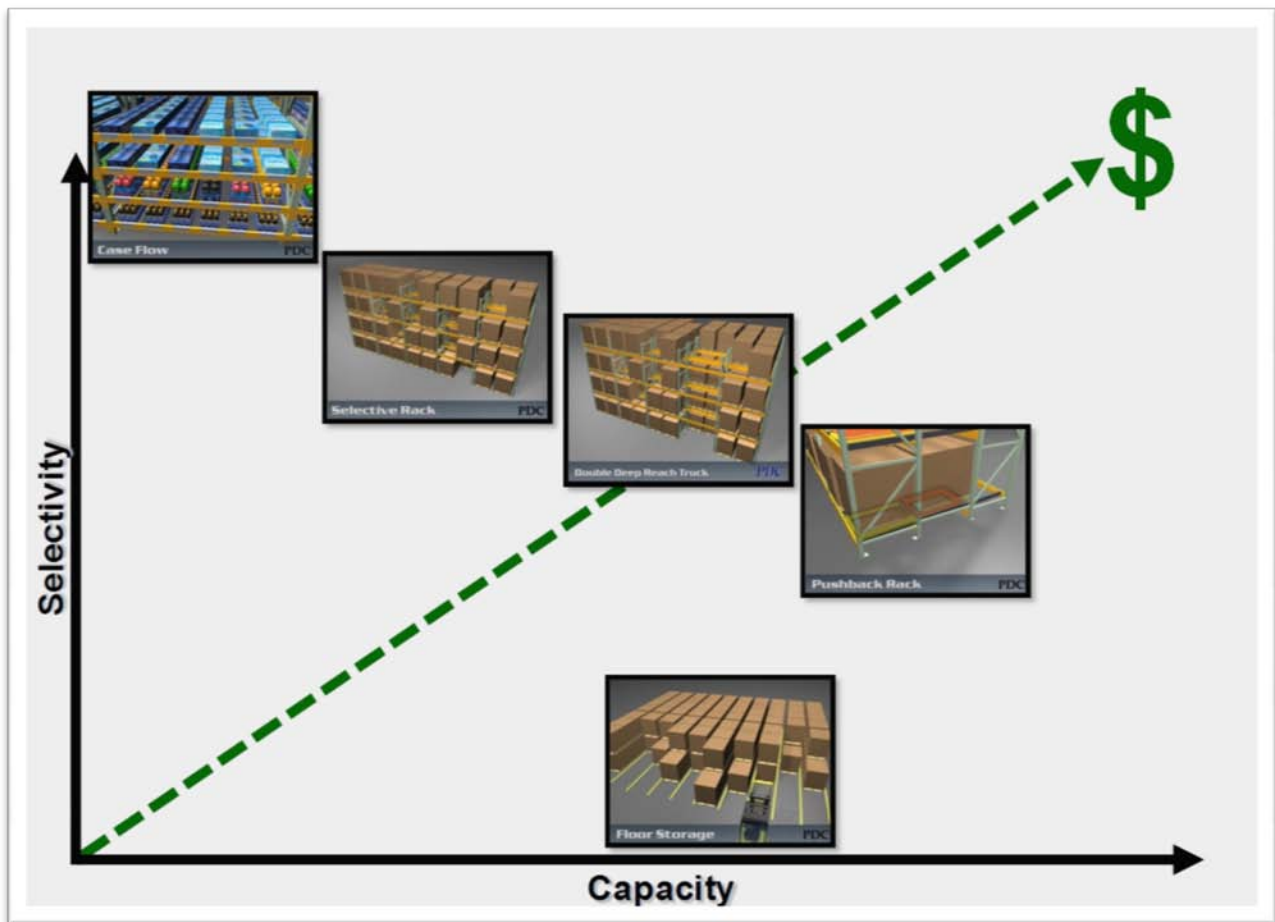 $
Case Flow PDC
Selective Rack PDC
Double Deep Reach Truck PDC
Pushback Rack PDC
Selectivity
Floor Storage PDC
Capacity